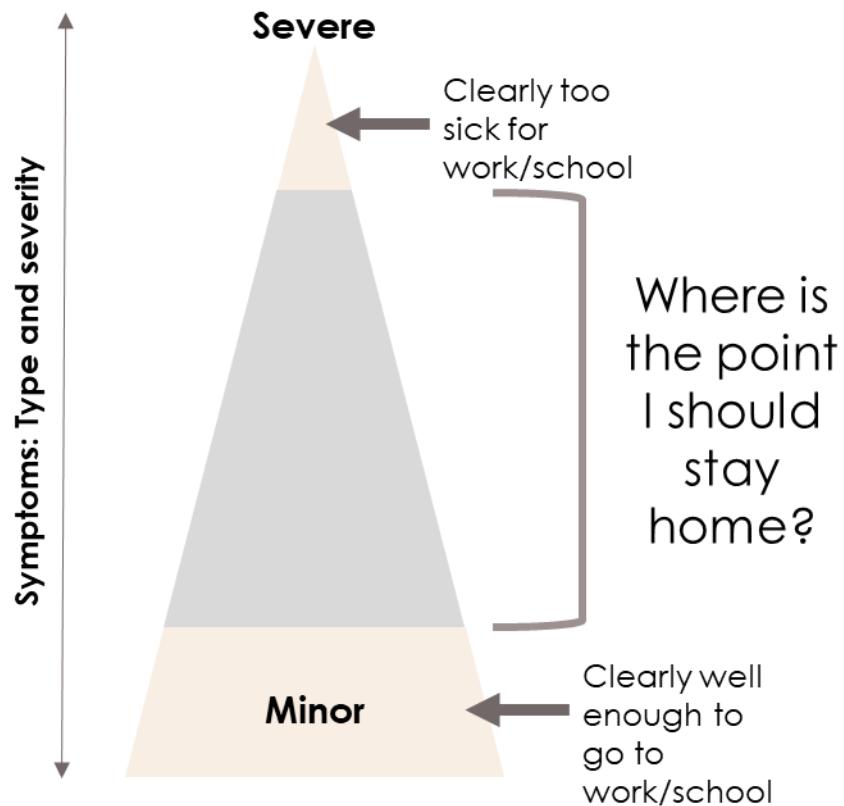 Severe
Clearly too
sick for
work/school
Symptoms: Type and severity
Where is
the point
I should
stay
home?
Minor
Clearly well
enough to
go to
work/school